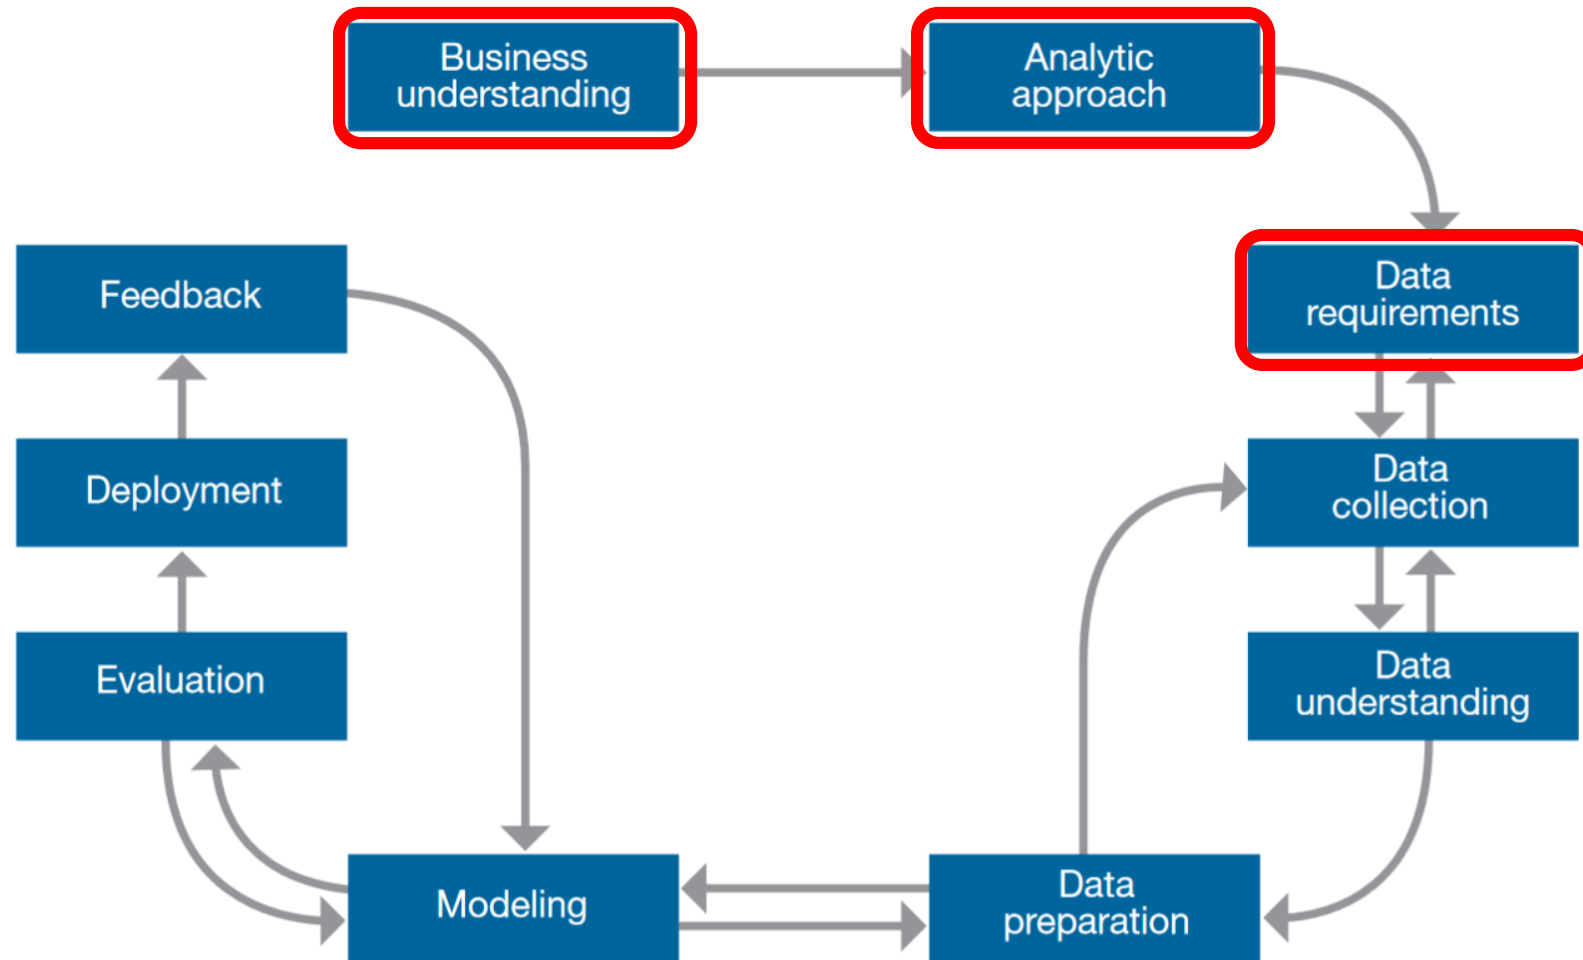 Business
understanding
Analytic
approach
Data
requirements
Data
collection
Data
understanding
Data
preparation
Modeling
Evaluation
Deployment
Feedback